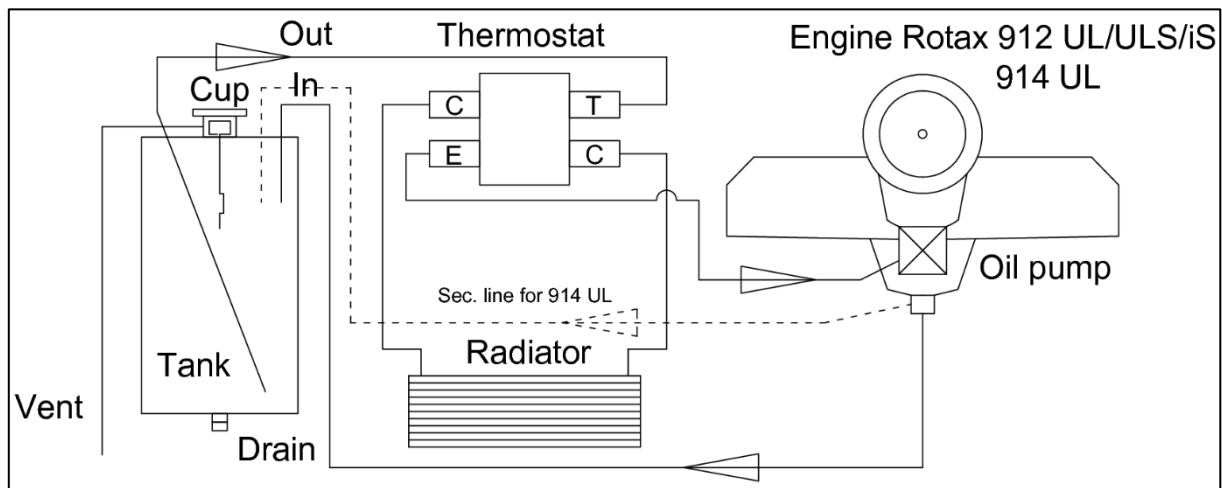 Out
Thermostat
Engine Rotax 912 UL/ULS/iS
914 UL
In
Cup
C
T
E
C
Oil pump
Sec. line for 914 UL
Radiator
Tank
Vent
Drain